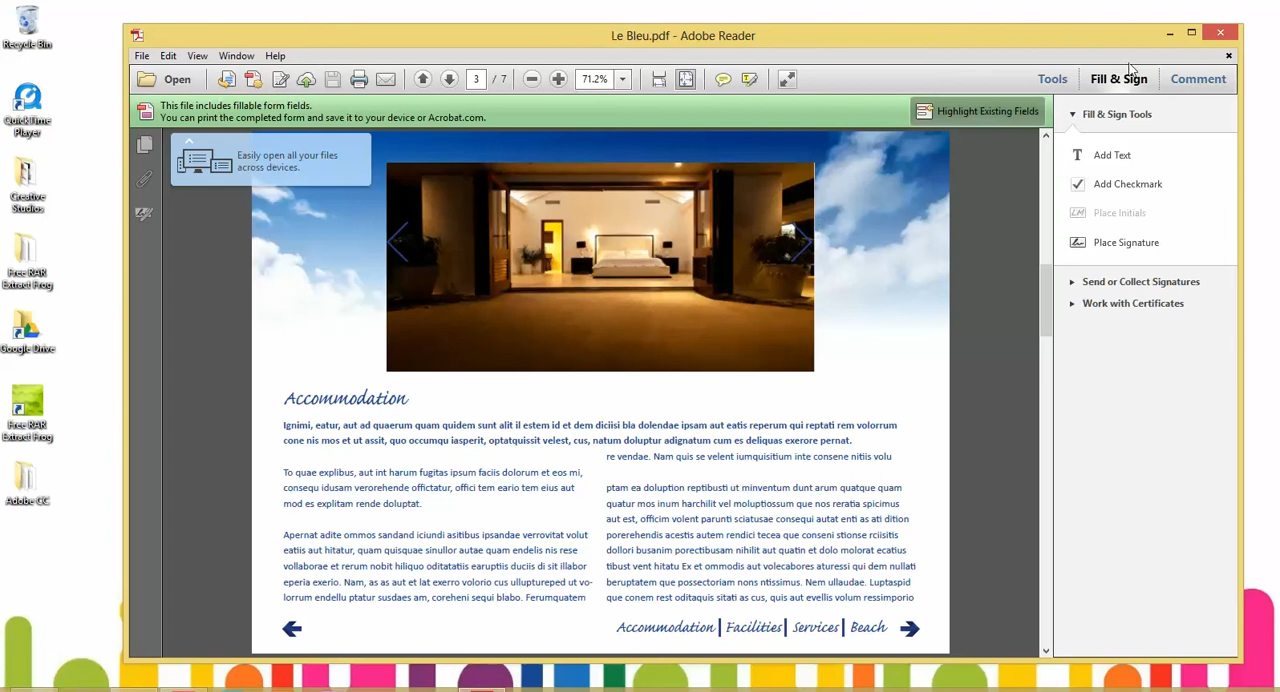 Le Bleu.pdf - Adobe Reader
File Edit View Window Help
Open 3 / 7 71.2% Tools Fill & Sign Comment
This file includes fillable form fields.
You can print the completed form and save it to your device or Acrobat.com.
Highlight Existing Fields
Easily open all your files
across devices.
Fill & Sign Tools
Add Text
Add Checkmark
Place Initials
Place Signature
Send or Collect Signatures
Work with Certificates
Recycle Bin
QuickTime
Player
Creative
Studios
Free RAR
Extract Frog
Google Drive
Free RAR
Extract Frog
Adobe CC
Accommodation
Ignimi, eatur, aut ad quaerum quam quidem sunt alit il estem id et dem diciisi bla dolendae ipsam aut eatis reperum qui reptati rem volorrum
cone nis mos et ut assit, quo occumqu iasperit, optatquissit velest, cus, natum doluptur adignatum cum es deliquas exerore pernat.
To quae explibus, aut int harum fugitas ipsum faciis dolorum et eos mi,
consequ idusam verorehende offictatur, offici tem eario tem eius aut
mod es explitam rende doluptat.
Apernat adite ommos sandand iciundi asitibus ipsandae verrovitat volut
eatiis aut hitatur, quam quisquae sinullor autae quam endelis nis rese
vollaborae et rerum nobit hiliquo oditatatiis earuptiis duciis di sit illabor
eperia exerio. Nam, as as aut et lat exerro volorio cus ulluptureped ut vo-
lorrum endellu ptatur susdaes am, coreheni sequi blabo. Ferumquatem
re vendae. Nam quis se velent iumquisitium inte consene nitiis volu
ptam ea doluption reptibusti ut minventum dunt arum quatque quam
quatur mos inum harchilit vel moluptiossum que nos reratia spicimus
aut est, officim volent parunti sciatusae consequi autat enti as ati dition
porerehendis acestis autem rendici tecea que conseni stionse rciisitis
dollori busanim porectibusam nihilit aut quatin et dolo molorat ecatius
tibust vent hitatu Ex et ommodis aut volecabores aturessi qui dem nullati
beruptatem que possectoriam nons ntissimus. Nem ullaudae. Luptaspid
que conem rest oditaquis sitati as cus, quis aut evellis volum ressimporio
Accommodation | Facilities | Services | Beach